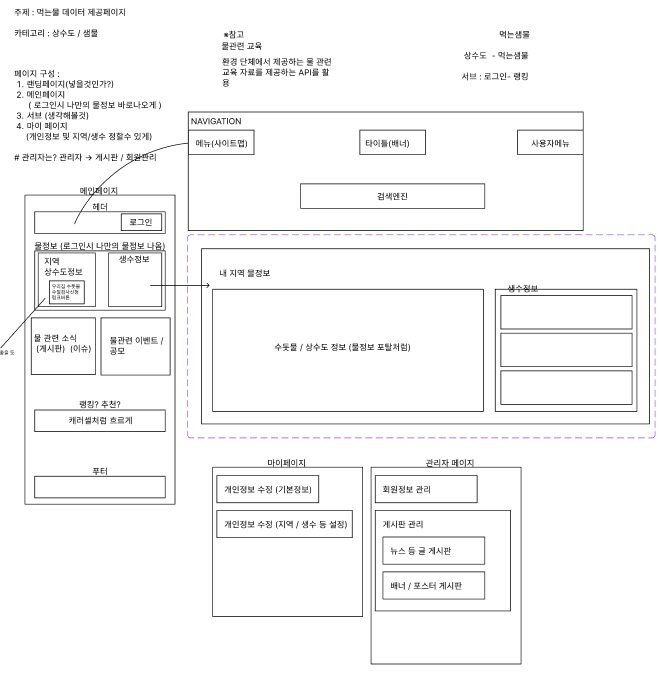 주제 : 먹는물 데이터 제공페이지
카테고리 : 상수도 / 샘물
페이지 구성 :
1. 랜딩페이지(넣을것인가?)
2. 메인페이지
( 로그인시 나만의 물정보 바로나오게 )
3. 서브 (생각해볼것)
4. 마이 페이지
(개인정보 및 지역/생수 정할수 있게)
# 관리자는? 관리자 → 게시판 / 회원관리
※참고
물관련 교육
환경 단체에서 제공하는 물 관련
교육 자료를 제공하는 API를 활
용
먹는샘물
상수도 - 먹는샘물
서브 : 로그인- 랭킹
NAVIGATION
메뉴(사이트맵)
타이틀(배너)
사용자메뉴
검색엔진
메인페이지
헤더
로그인
물정보 (로그인시 나만의 물정보 나옴)
지역
상수도정보
우리집 수돗물
수질검사신청
링크버튼
생수정보
물 관련 소식
(게시판) (이슈)
물관련 이벤트 /
공모
랭킹? 추천?
캐러셀처럼 흐르게
푸터
내 지역 물정보
수돗물 / 상수도 정보 (물정보 포탈처럼)
생수정보
마이페이지
개인정보 수정 (기본정보)
개인정보 수정 (지역 / 생수 등 설정)
관리자 페이지
회원정보 관리
게시판 관리
뉴스 등 글 게시판
배너 / 포스터 게시판